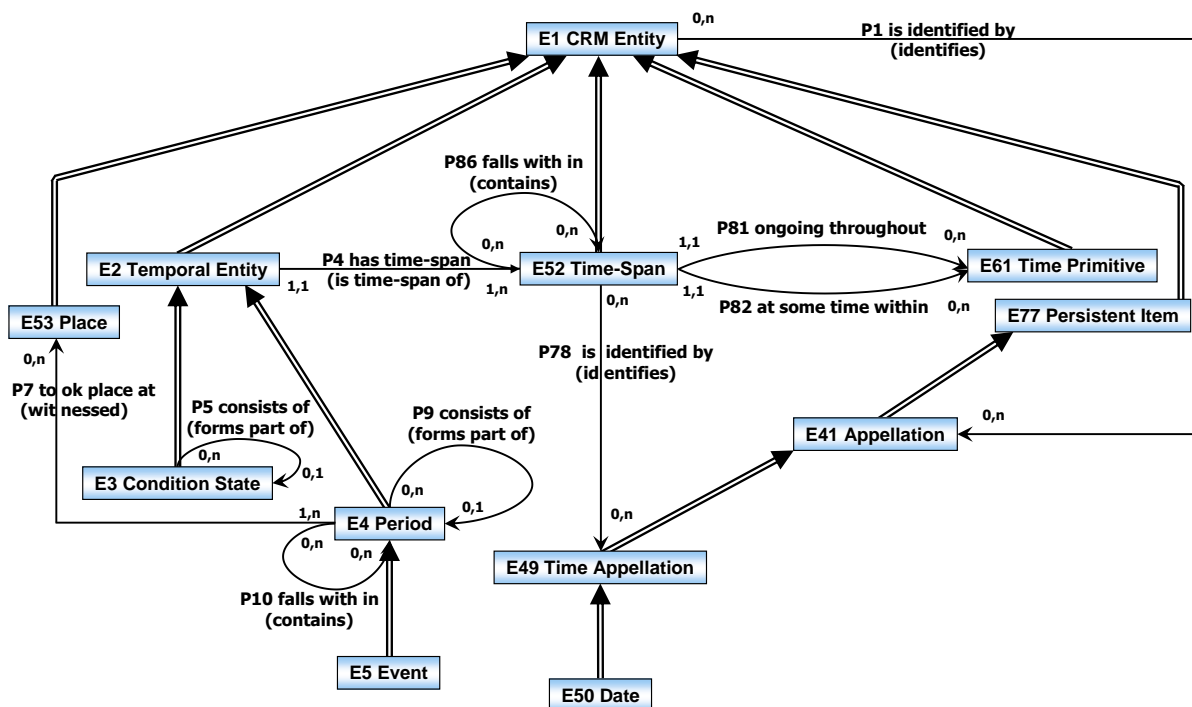 0,n
E1 CRM Entity
P1 is identified by
(identifies)
P86 falls with in
(contains)
0,n
0,n
P81 ongoing throughout
1,1
0,n
E2 Temporal Entity
P4 has time-span
(is time-span of)
1,1
1,n
E52 Time-Span
0,n
1,1
E61 Time Primitive
P82 at some time within
0,n
E53 Place
0,n
E77 Persistent Item
P78 is identified by
(identifies)
P7 to ok place at
(wit nessed)
P5 consists of
(forms part of)
0,n
0,1
P9 consists of
(forms part of)
0,n
0,1
E41 Appellation
0,n
E3 Condition State
1,n
E4 Period
0,n
0,n
0,n
P10 falls with in
(contains)
E49 Time Appellation
E5 Event
E50 Date